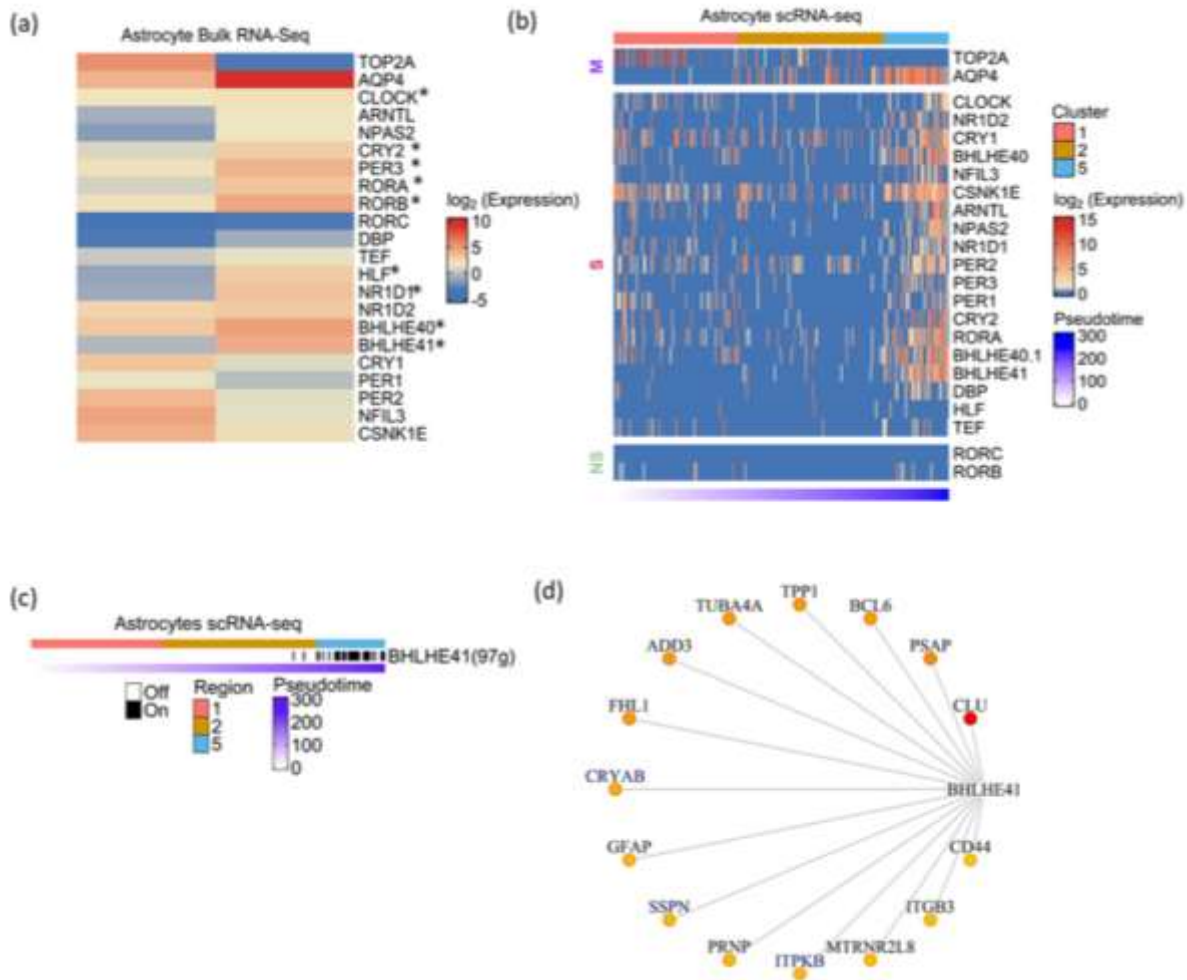 (a)
Astrocyte Bulk RNA-Seq
TOP2A
AQP4
CLOCK*
ARNTL
NPAS2
CRY2 *
PER3 *
RORA *
RORB*
RORC
DBP
TEF
HLF*
NR1D1*
NR1D2
BHLHE40*
BHLHE41*
CRY1
PER1
PER2
NFIL3
CSNK1E
log2 (Expression)
10
5
0
-5
(b)
Astrocyte scRNA-seq
M
TOP2A
AQP4
S
CLOCK
NR1D2
CRY1
BHLHE40
NFIL3
CSNK1E
ARNTL
NPAS2
NR1D1
PER2
PER3
PER1
CRY2
RORA
BHLHE40.1
BHLHE41
DBP
HLF
TEF
NS
RORC
RORB
Cluster
1
2
5
log2 (Expression)
15
10
5
0
Pseudotime
300
200
100
0
(c)
Astrocytes scRNA-seq
BHLHE41(97g)
Off
On
Region
1
2
5
Pseudotime
300
200
100
0
(d)
TPP1
TUBA4A
BCL6
ADD3
PSAP
FHL1
CLU
CRYAB
BHLHE41
GFAP
CD44
SSPN
ITGB3
PRNP
ITPKB
MTRNR2L8